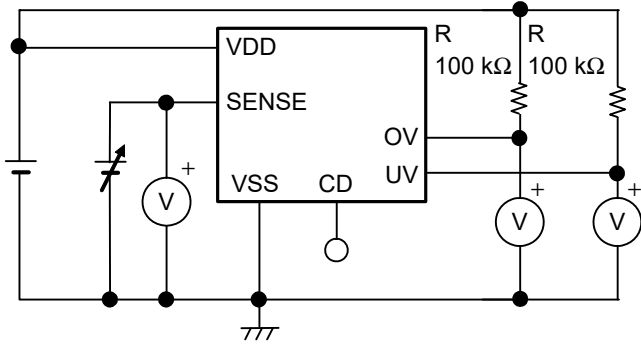 R R
VDD
100 kΩ 100 kΩ
SENSE
OV
+
VSS CD UV
+ +
V V V